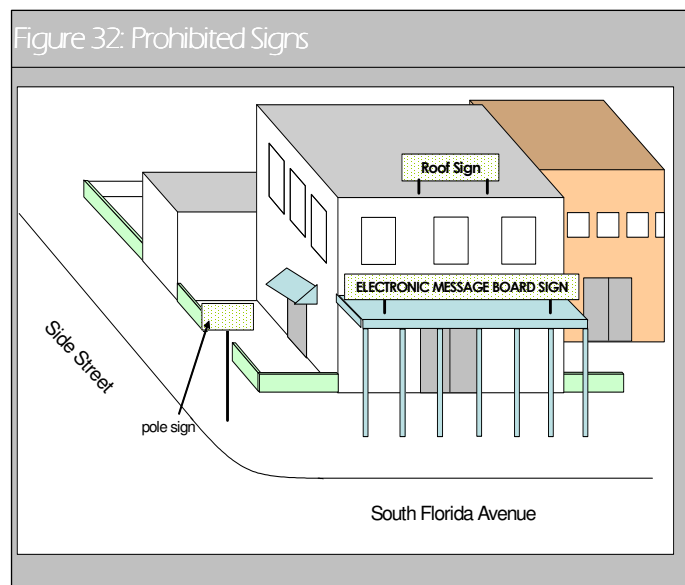 Figure 32: Prohibited Signs
Roof Sign
ELECTRONIC MESSAGE BOARD SIGN
Side Street
pole sign
South Florida Avenue